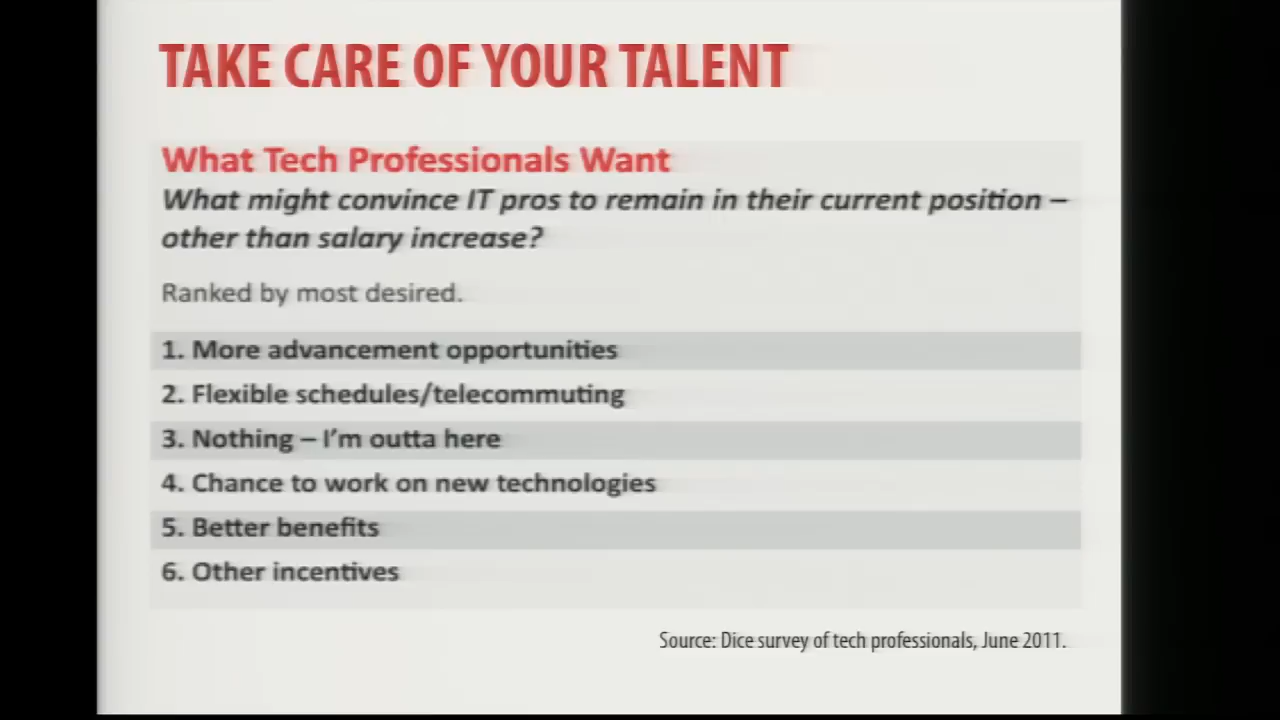 TAKE CARE OF YOUR TALENT
What Tech Professionals Want
What might convince IT pros to remain in their current position –
other than salary increase?
Ranked by most desired.
1. More advancement opportunities
2. Flexible schedules/telecommuting
3. Nothing – I'm outta here
4. Chance to work on new technologies
5. Better benefits
6. Other incentives
Source: Dice survey of tech professionals, June 2011.